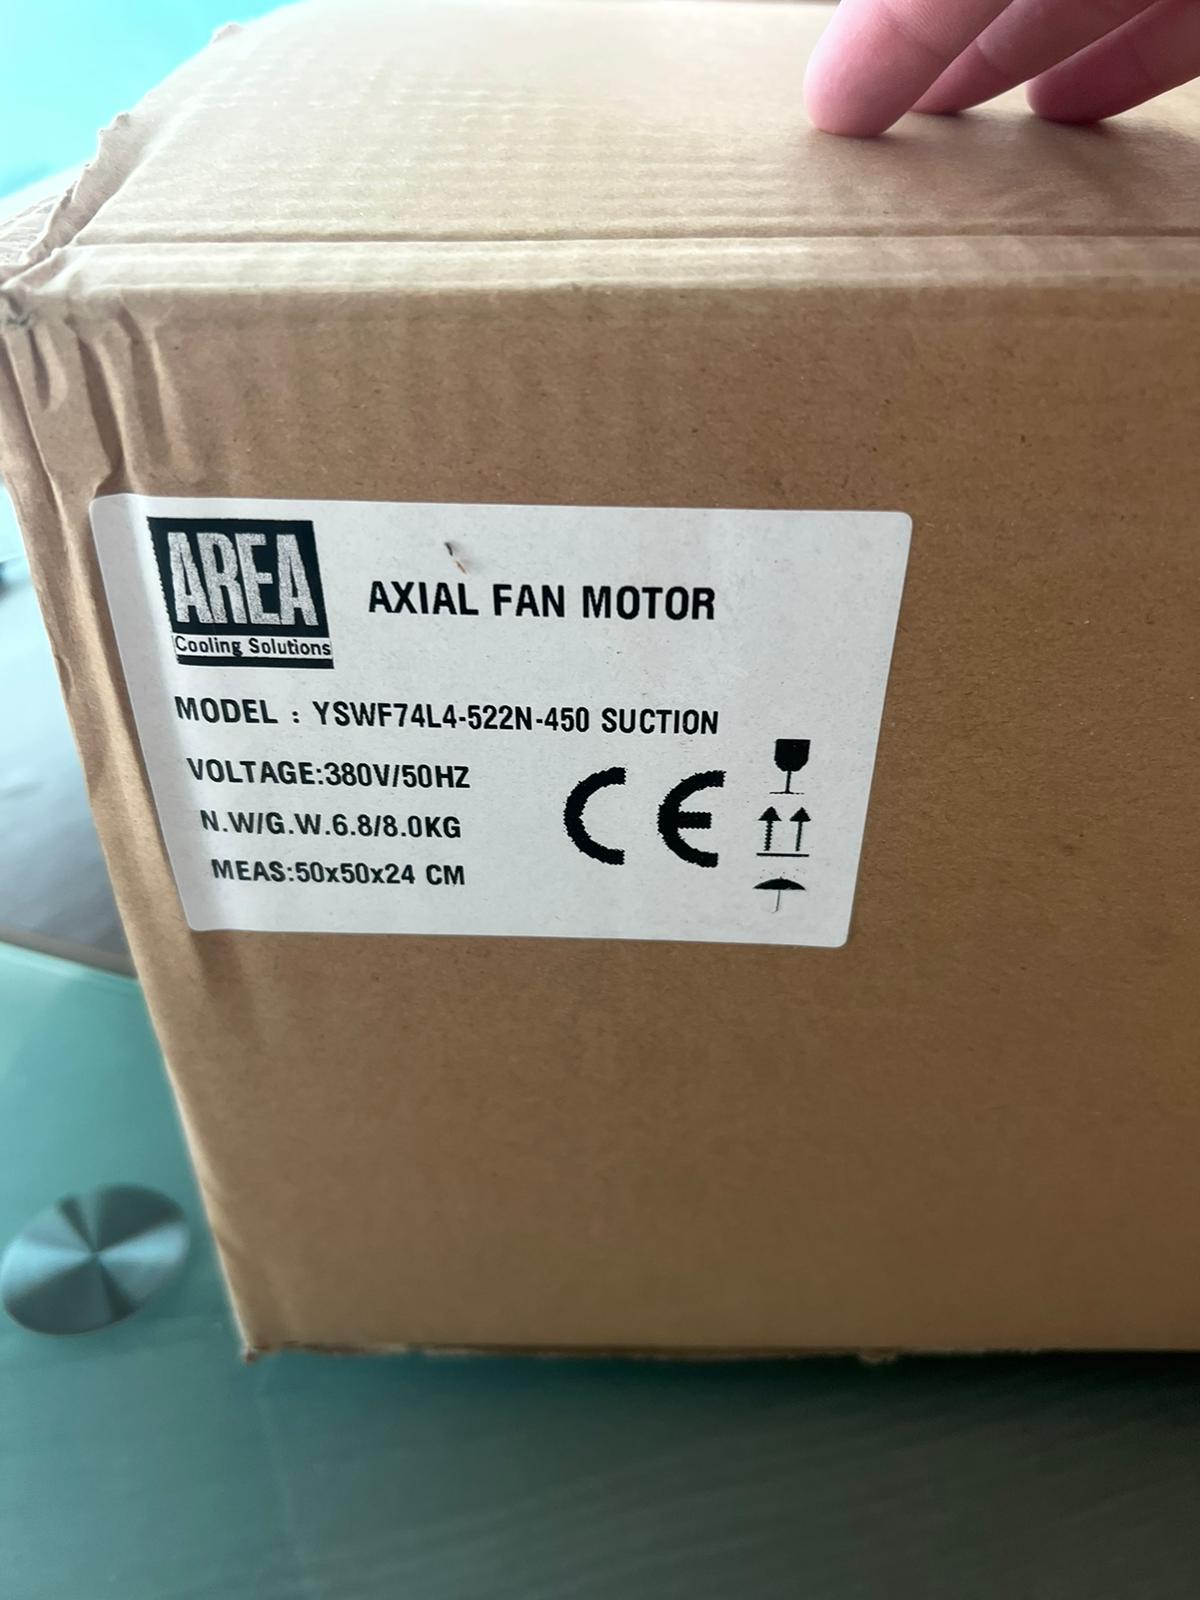 AREA
Cooling Solutions
AXIAL FAN MOTOR
MODEL : YSWF74L4-522N-450 SUCTION
VOLTAGE:380V/50HZ
N.W/G.W.6.8/8.0KG
MEAS:50x50x24 CM
CE